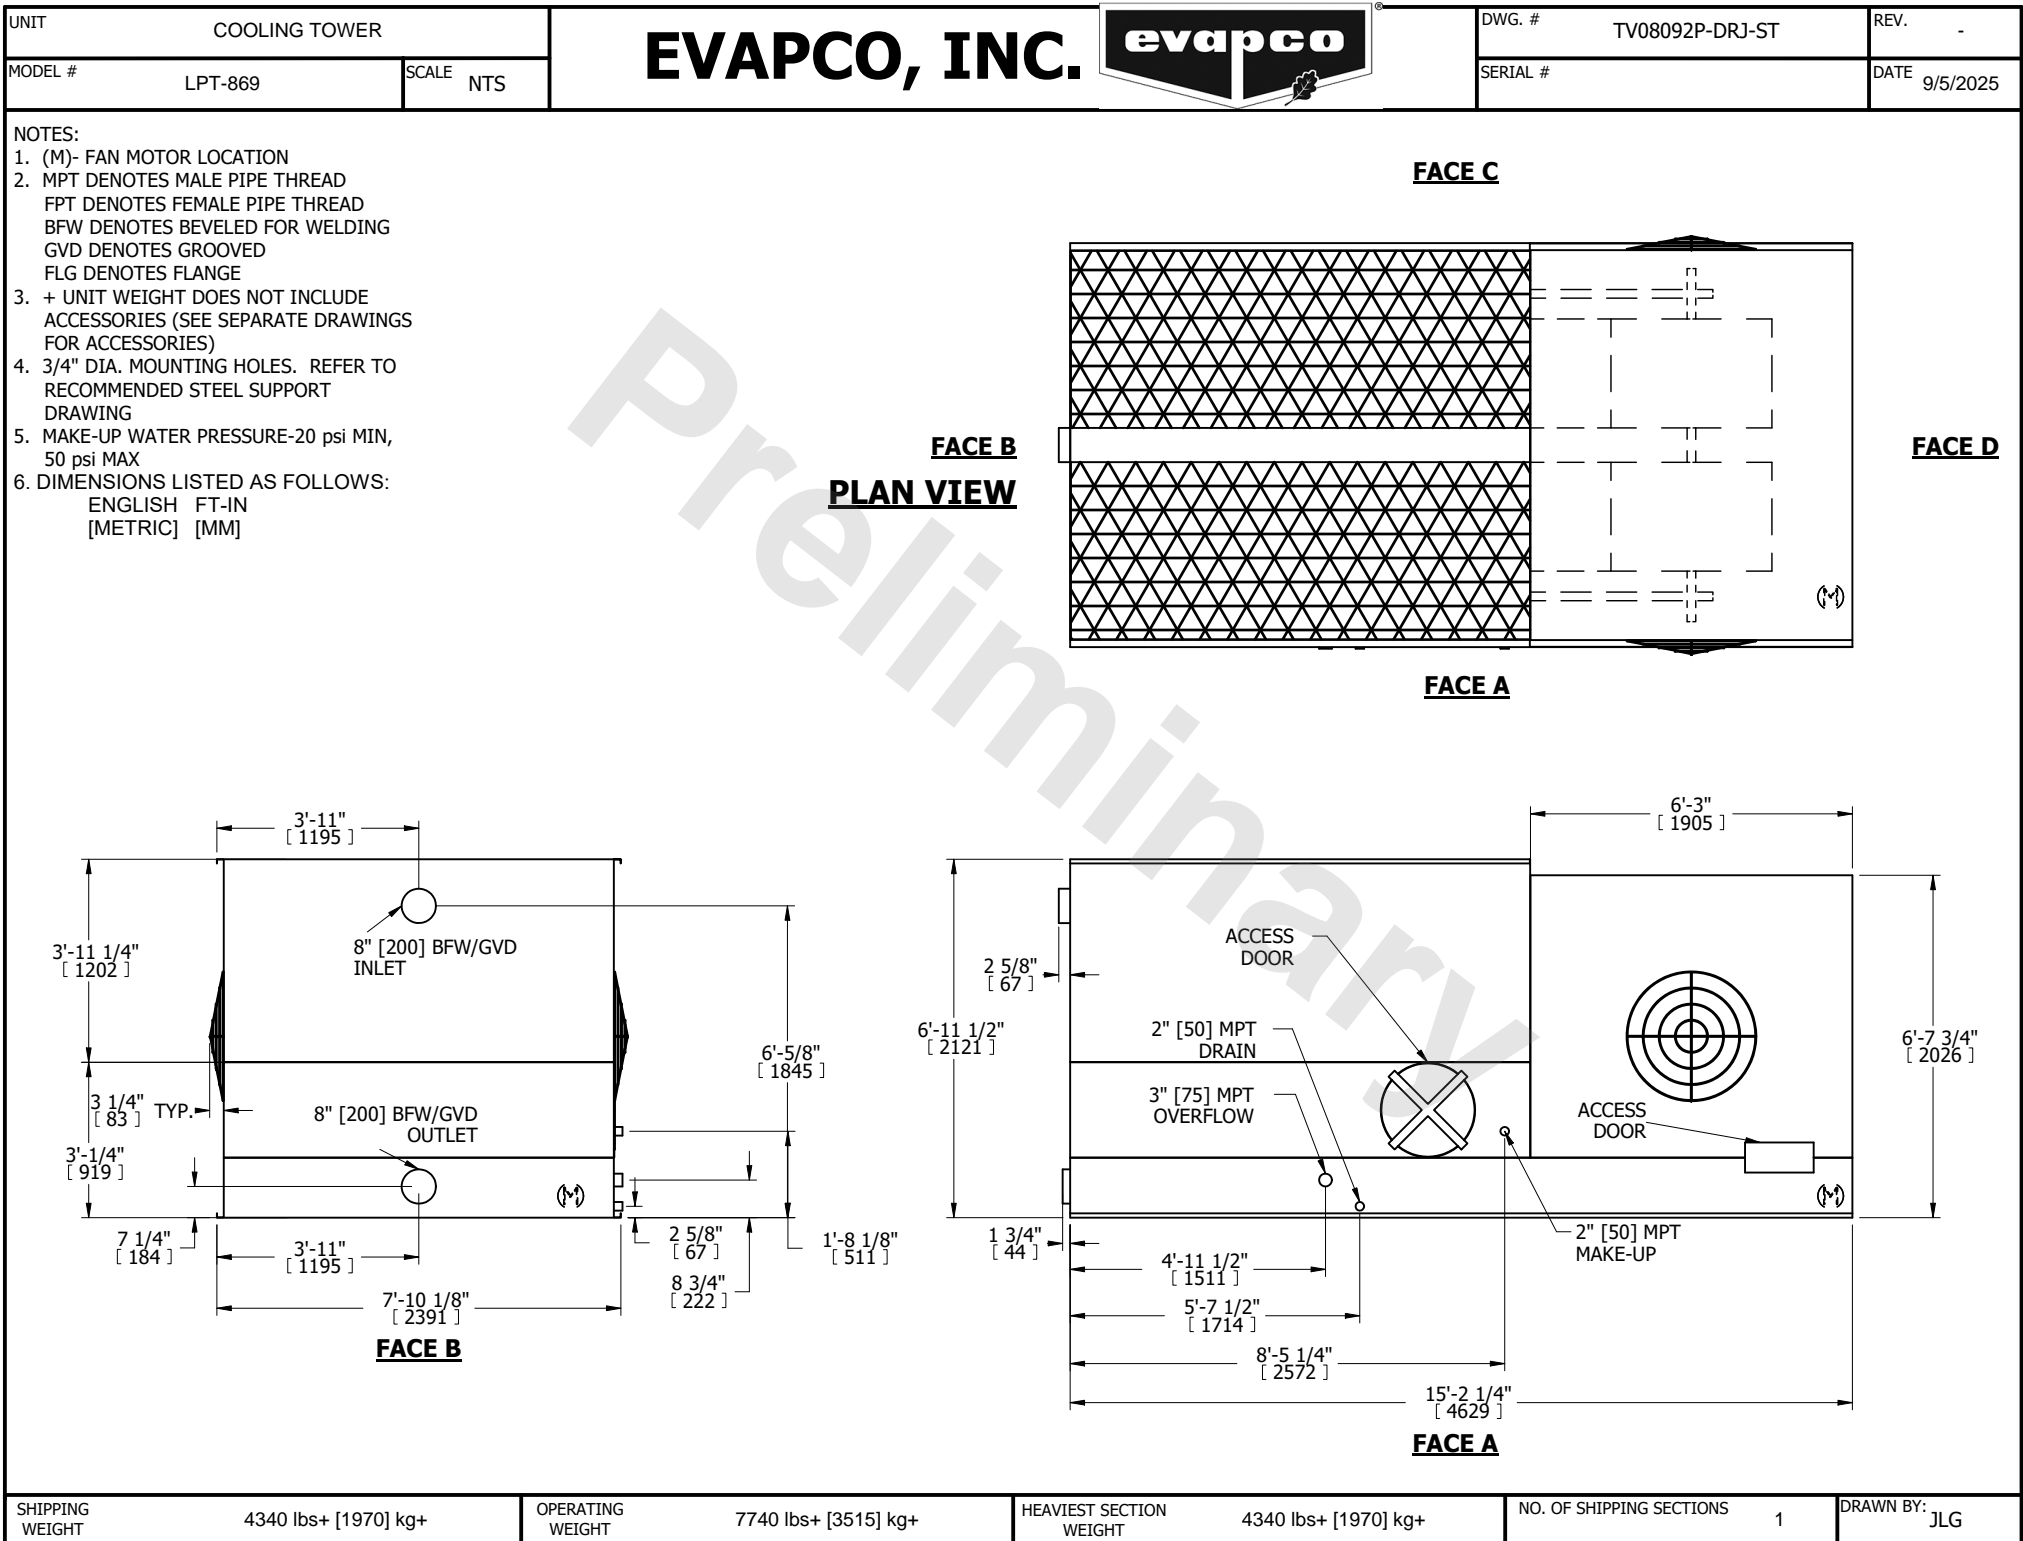 UNIT
COOLING TOWER
MODEL #
LPT-869
SCALE
NTS
EVAPCO, INC.
evapco
®
DWG. #
TV08092P-DRJ-ST
REV.
-
SERIAL #
DATE
9/5/2025
NOTES:
1. (M)- FAN MOTOR LOCATION
2. MPT DENOTES MALE PIPE THREAD
FPT DENOTES FEMALE PIPE THREAD
BFW DENOTES BEVELED FOR WELDING
GVD DENOTES GROOVED
FLG DENOTES FLANGE
3. + UNIT WEIGHT DOES NOT INCLUDE
ACCESSORIES (SEE SEPARATE DRAWINGS
FOR ACCESSORIES)
4. 3/4" DIA. MOUNTING HOLES. REFER TO
RECOMMENDED STEEL SUPPORT
DRAWING
5. MAKE-UP WATER PRESSURE-20 psi MIN,
50 psi MAX
6. DIMENSIONS LISTED AS FOLLOWS:
ENGLISH FT-IN
[METRIC] [MM]
FACE C
FACE B
PLAN VIEW
FACE D
(M)
FACE A
Preliminary
3'-11"
[ 1195 ]
3'-11 1/4"
[ 1202 ]
8" [200] BFW/GVD
INLET
6'-5/8"
[ 1845 ]
3 1/4"
[ 83 ]
TYP.
8" [200] BFW/GVD
OUTLET
3'-1/4"
[ 919 ]
(M)
7 1/4"
[ 184 ]
3'-11"
[ 1195 ]
2 5/8"
[ 67 ]
1'-8 1/8"
[ 511 ]
8 3/4"
[ 222 ]
7'-10 1/8"
[ 2391 ]
FACE B
6'-3"
[ 1905 ]
2 5/8"
[ 67 ]
ACCESS
DOOR
6'-11 1/2"
[ 2121 ]
2" [50] MPT
DRAIN
6'-7 3/4"
[ 2026 ]
3" [75] MPT
OVERFLOW
ACCESS
DOOR
(M)
1 3/4"
[ 44 ]
2" [50] MPT
MAKE-UP
4'-11 1/2"
[ 1511 ]
5'-7 1/2"
[ 1714 ]
8'-5 1/4"
[ 2572 ]
15'-2 1/4"
[ 4629 ]
FACE A
SHIPPING
WEIGHT
4340 lbs+ [1970] kg+
OPERATING
WEIGHT
7740 lbs+ [3515] kg+
HEAVIEST SECTION
WEIGHT
4340 lbs+ [1970] kg+
NO. OF SHIPPING SECTIONS
1
DRAWN BY:
JLG